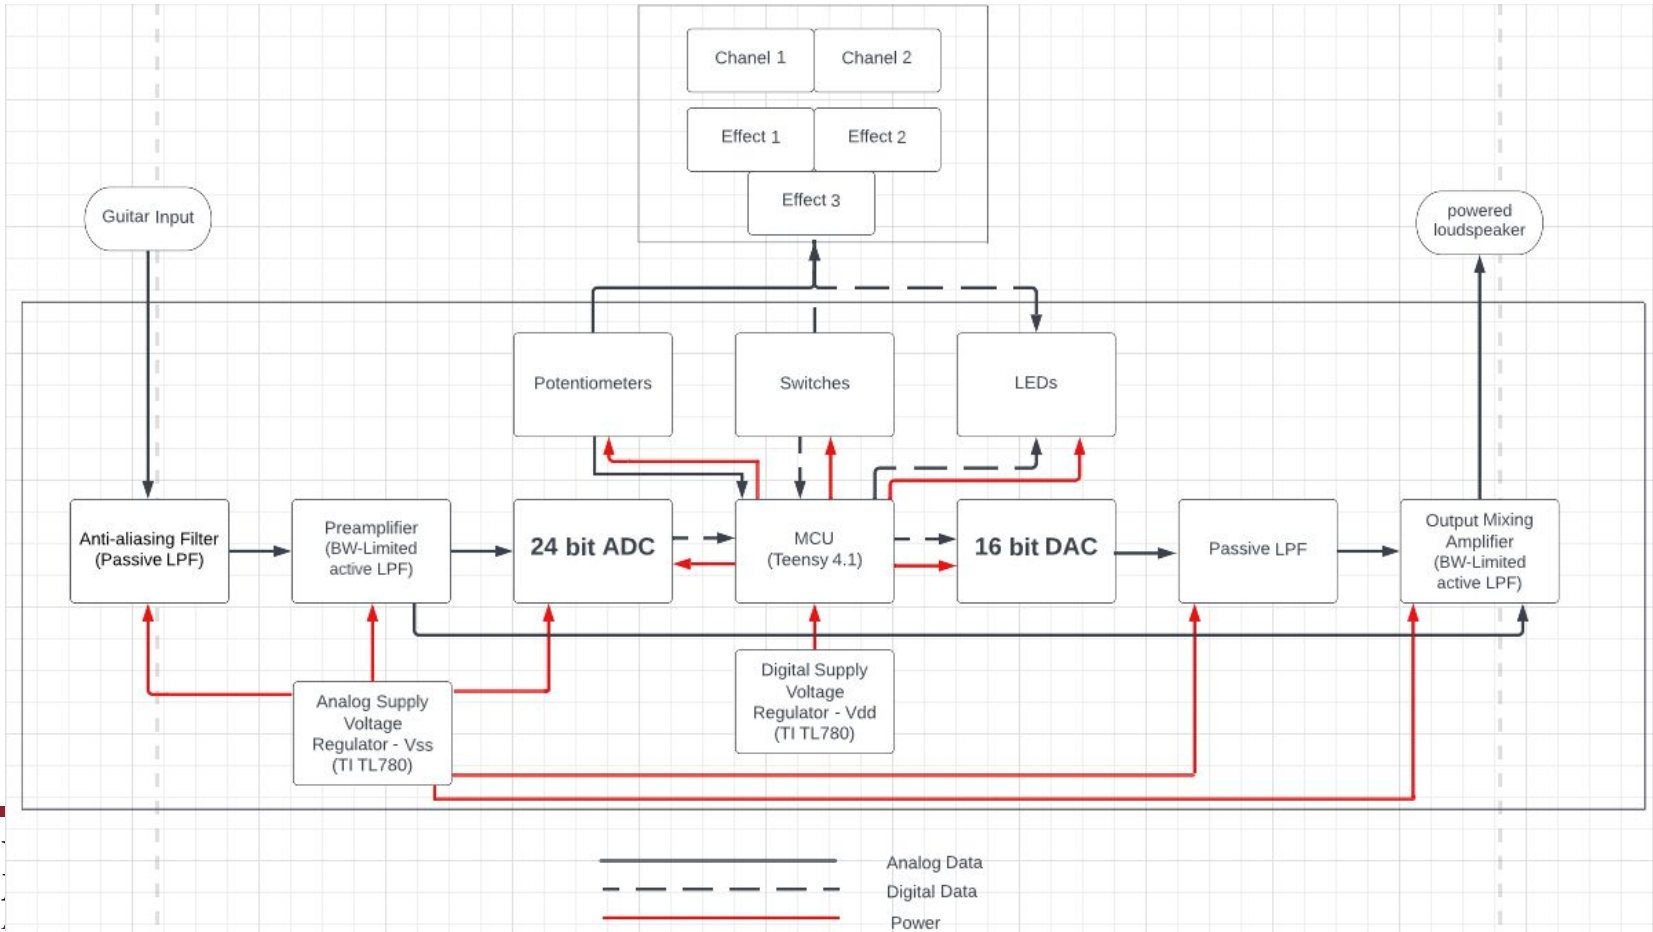 Chanel 1
Chanel 2
Effect 1
Effect 2
Effect 3
Guitar Input
powered
loudspeaker
Potentiometers
Switches
LEDs
Anti-aliasing Filter
(Passive LPF)
Preamplifier
(BW-Limited
active LPF)
24 bit ADC
MCU
(Teensy 4.1)
16 bit DAC
Passive LPF
Output Mixing
Amplifier
(BW-Limited
active LPF)
Analog Supply
Voltage
Regulator - Vss
(TI TL780)
Digital Supply
Voltage
Regulator - Vdd
(TI TL780)
Analog Data
Digital Data
Power